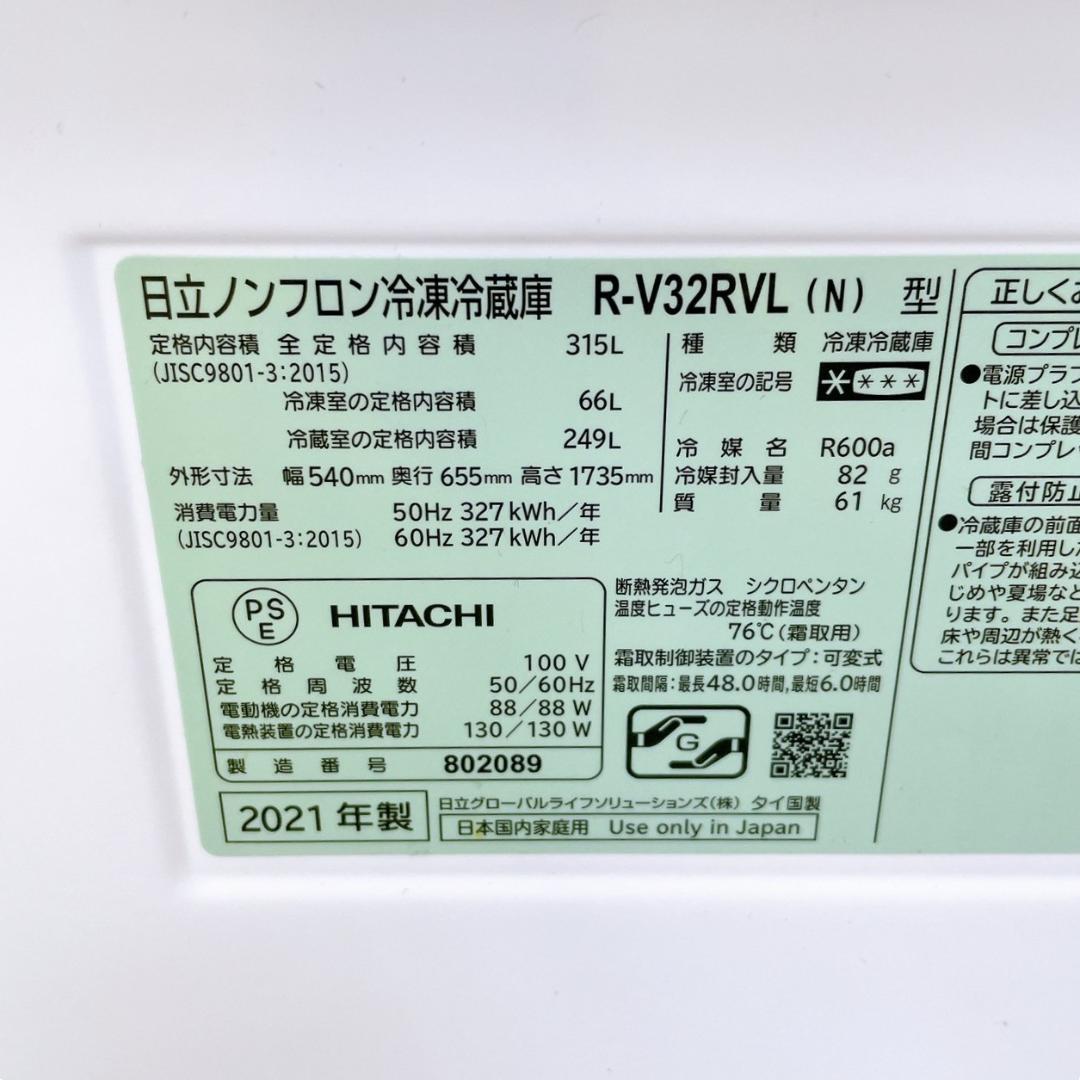 日立ノンフロン冷凍冷蔵庫 R-V32RVL (N) 型
定格内容積 全定格内容積 315L
(JISC9801-3:2015)
冷凍室の定格内容積 66L
冷蔵室の定格内容積 249L
外形寸法 幅540mm 奥行655mm 高さ1735mm
消費電力量 50Hz 327kWh/年
(JISC9801-3:2015) 60Hz 327kWh/年
種類 冷凍冷蔵庫
冷凍室の記号 ****
冷媒名 R600a
冷媒封入量 82 g
質量 61 kg
PS
E
HITACHI
定格電圧 100V
定格周波数 50/60Hz
電動機の定格消費電力 88/88W
電熱装置の定格消費電力 130/130W
製造番号 802089
断熱発泡ガス シクロペンタン
温度ヒューズの定格動作温度
76℃(霜取用)
霜取制御装置のタイプ:可変式
霜取間隔:最長48.0時間,最短6.0時間
G
2021年製
日立グローバルライフソリューションズ(株) タイ国製
日本国内家庭用 Use only in Japan
正しくお
コンプレ
●電源プラ
トに差し込
場合は保護
間コンプレ
露付防止
●冷蔵庫の前面
一部を利用した
パイプが組み込
じめや夏場など
ります。また足
床や周辺が熱く
これらは異常では